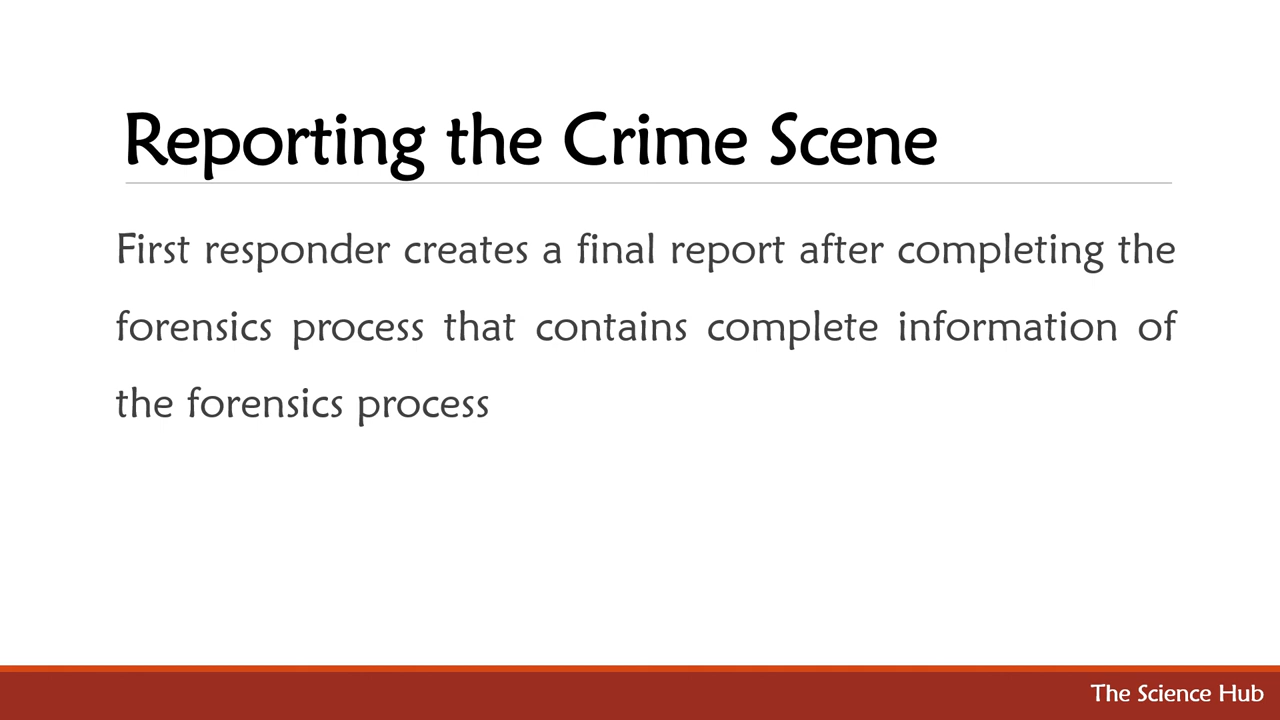 Reporting the Crime Scene
First responder creates a final report after completing the
forensics process that contains complete information of
the forensics process
The Science Hub